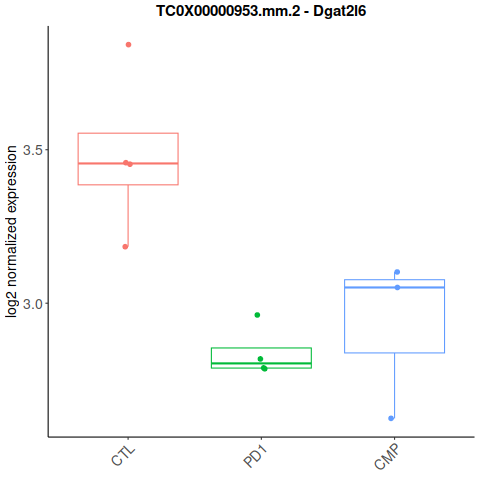 TC0X00000953.mm.2 - Dgat2l6
log2 normalized expression
3.5
3.0
CTL
PD1
CMP